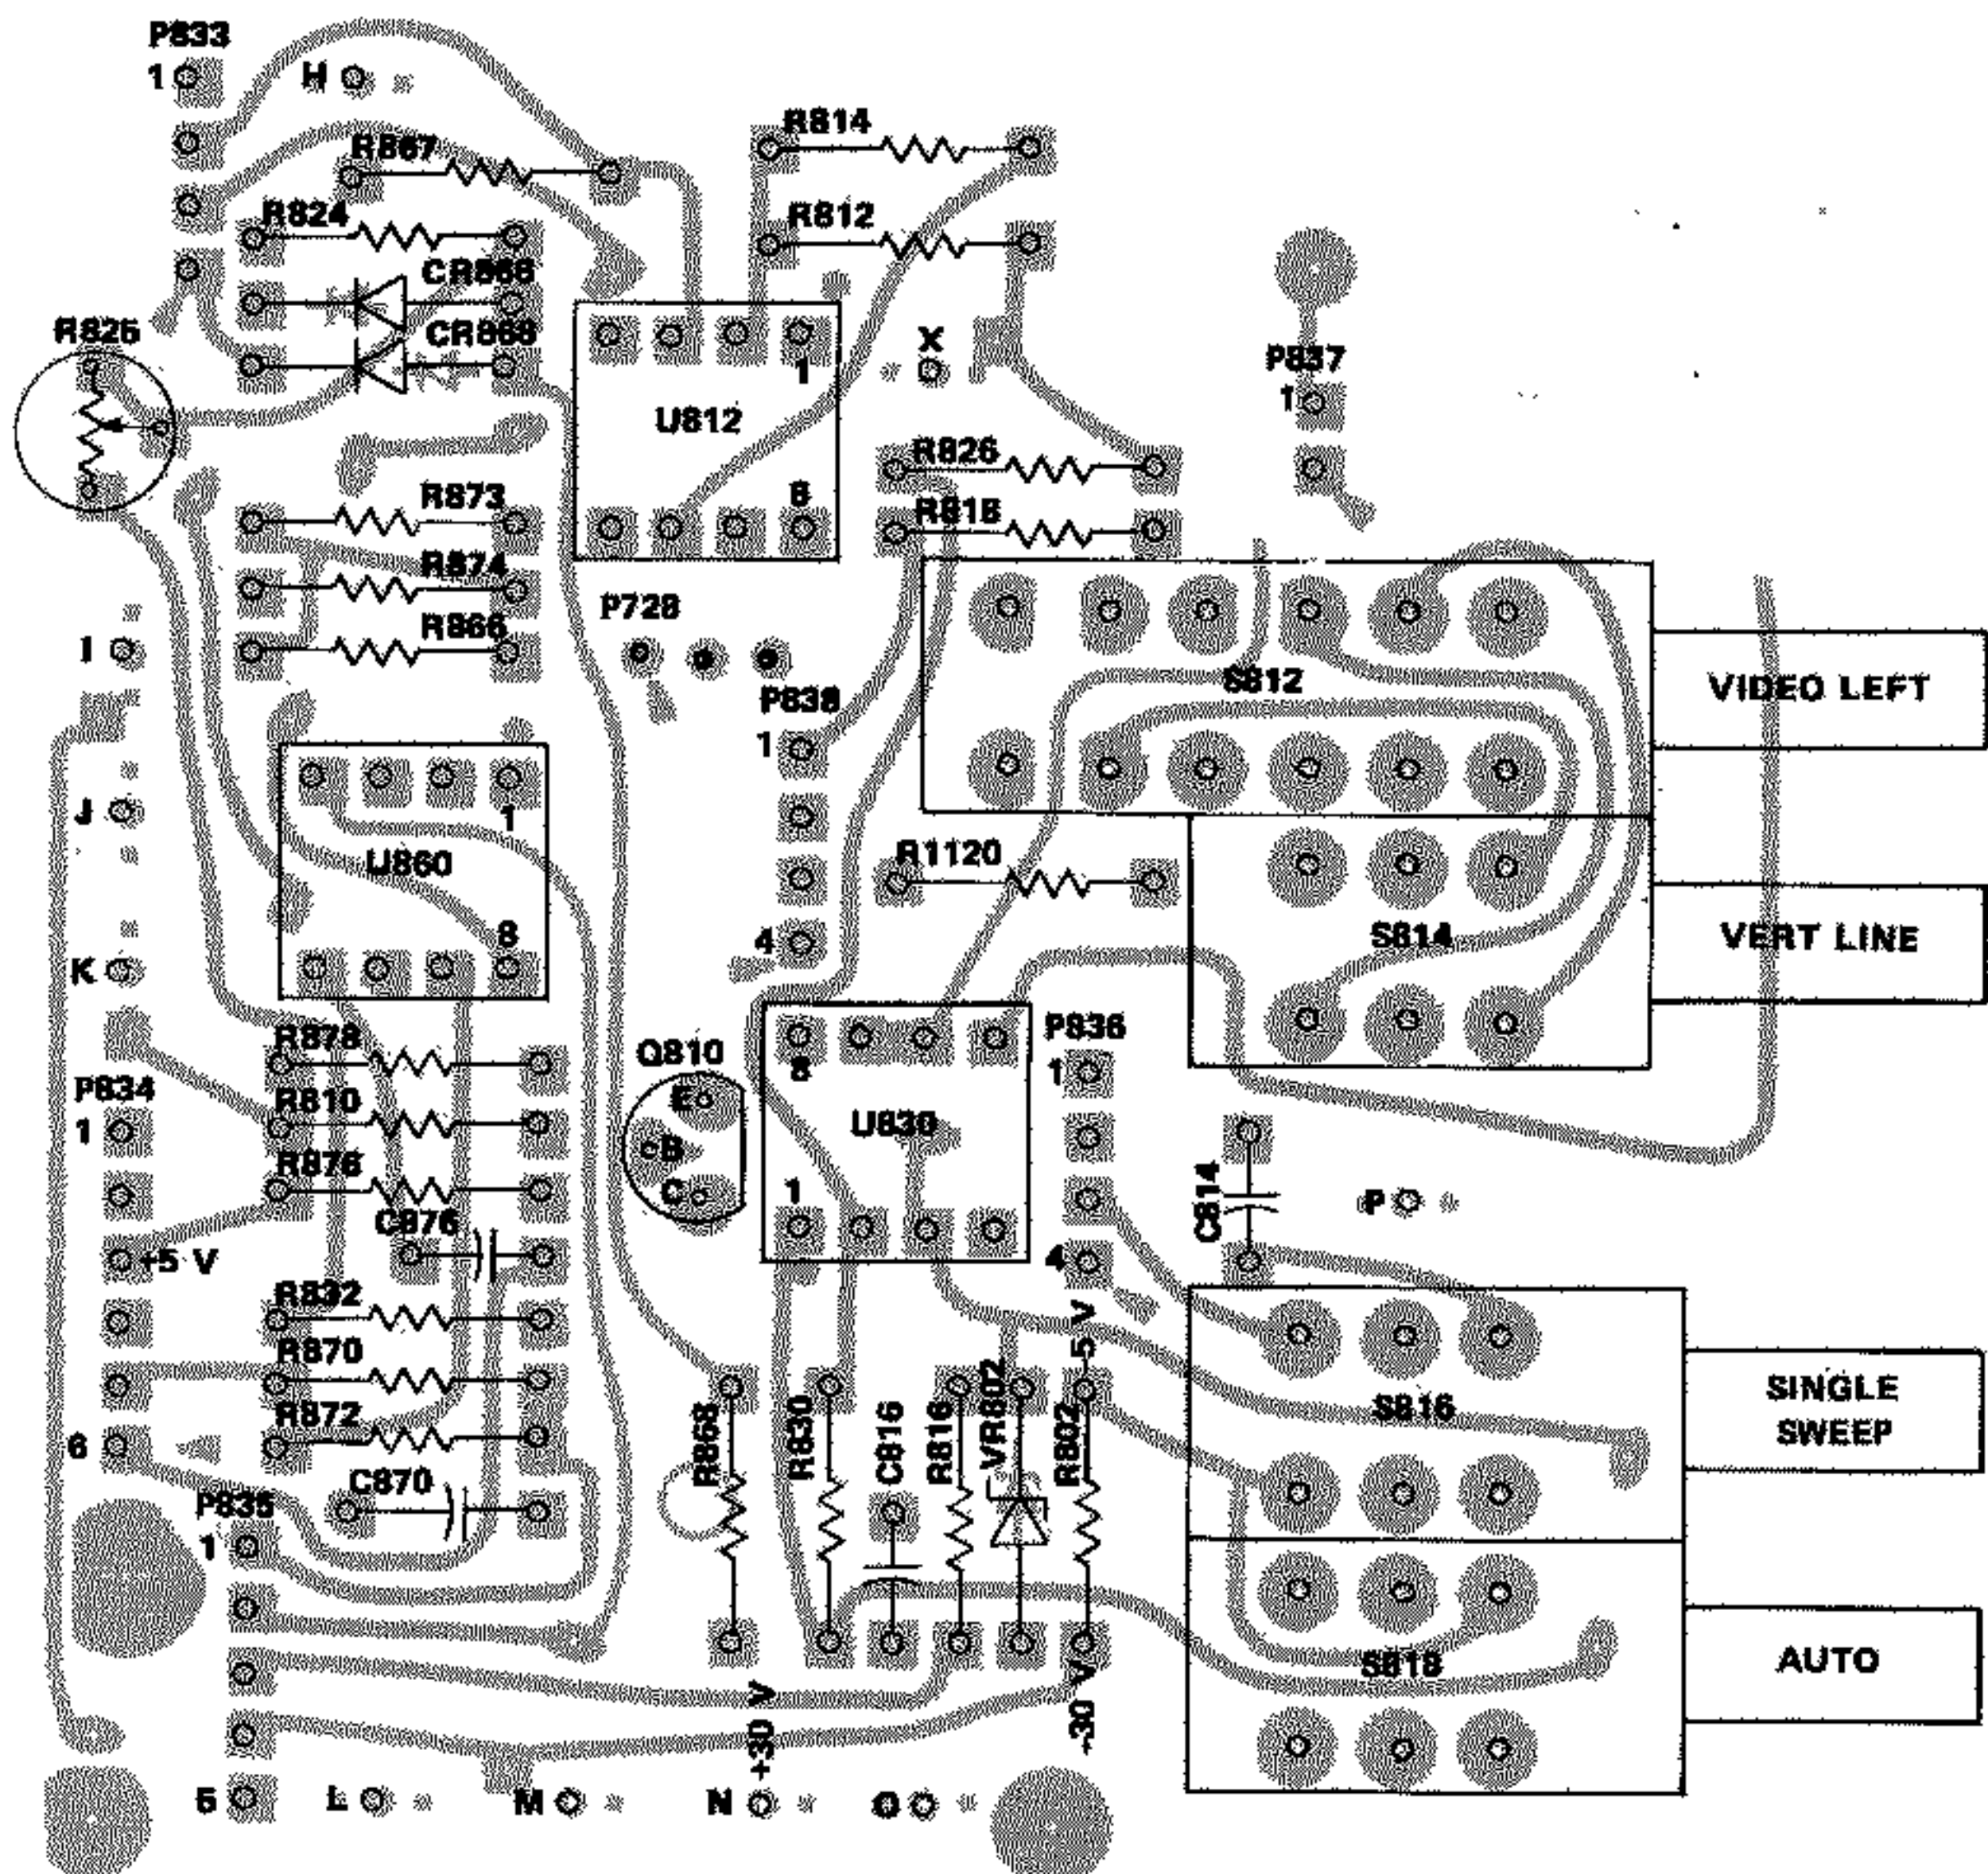 P833
1
H
R867
R814
R824
R812
CR866
CR868
R825
X
P837
1
1
U812
8
R826
R818
R873
R874
R866
P728
I
P838
1
4
S812
VIDEO LEFT
J
1
U860
8
R1120
S814
VERT LINE
K
R878
P834
1
R810
R876
C876
+5 V
R832
R870
R872
6
C870
P835
1
5
Q810
E
B
C
8
U830
1
P836
1
4
C814
P
-5 V
R868
R830
C816
R816
VR802
R802
S816
SINGLE
SWEEP
S818
AUTO
+30 V
-30 V
L
M
N
O